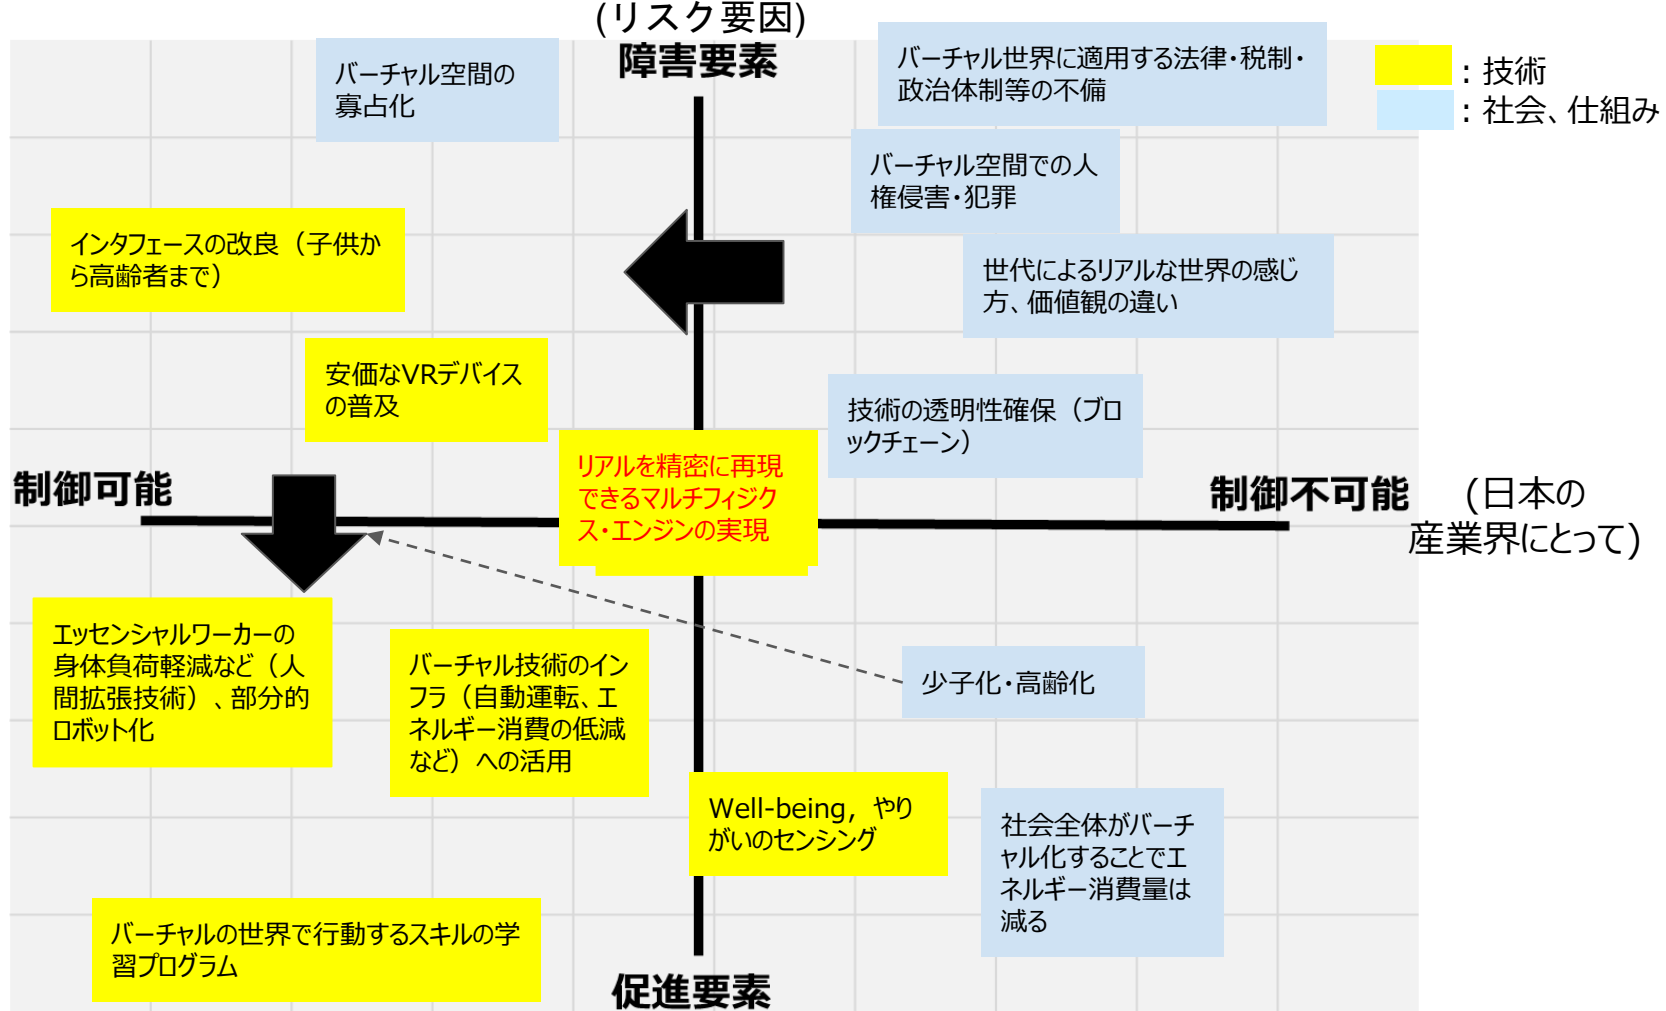 (リスク要因)
障害要素
バーチャル空間の
寡占化
バーチャル世界に適用する法律・税制・
政治体制等の不備
：技術
：社会、仕組み
バーチャル空間での人
権侵害・犯罪
インタフェースの改良（子供か
ら高齢者まで）
世代によるリアルな世界の感じ
方、価値観の違い
安価なVRデバイス
の普及
技術の透明性確保（ブロ
ックチェーン）
リアルを精密に再現
できるマルチフィジク
ス・エンジンの実現
制御可能
制御不可能
(日本の
産業界にとって)
エッセンシャルワーカーの
身体負荷軽減など（人
間拡張技術）、部分的
ロボット化
バーチャル技術のイン
フラ（自動運転、エ
ネルギー消費の低減
など）への活用
少子化・高齢化
Well-being, やり
がいのセンシング
社会全体がバーチ
ャル化することでエ
ネルギー消費量は
減る
バーチャルの世界で行動するスキルの学
習プログラム
促進要素